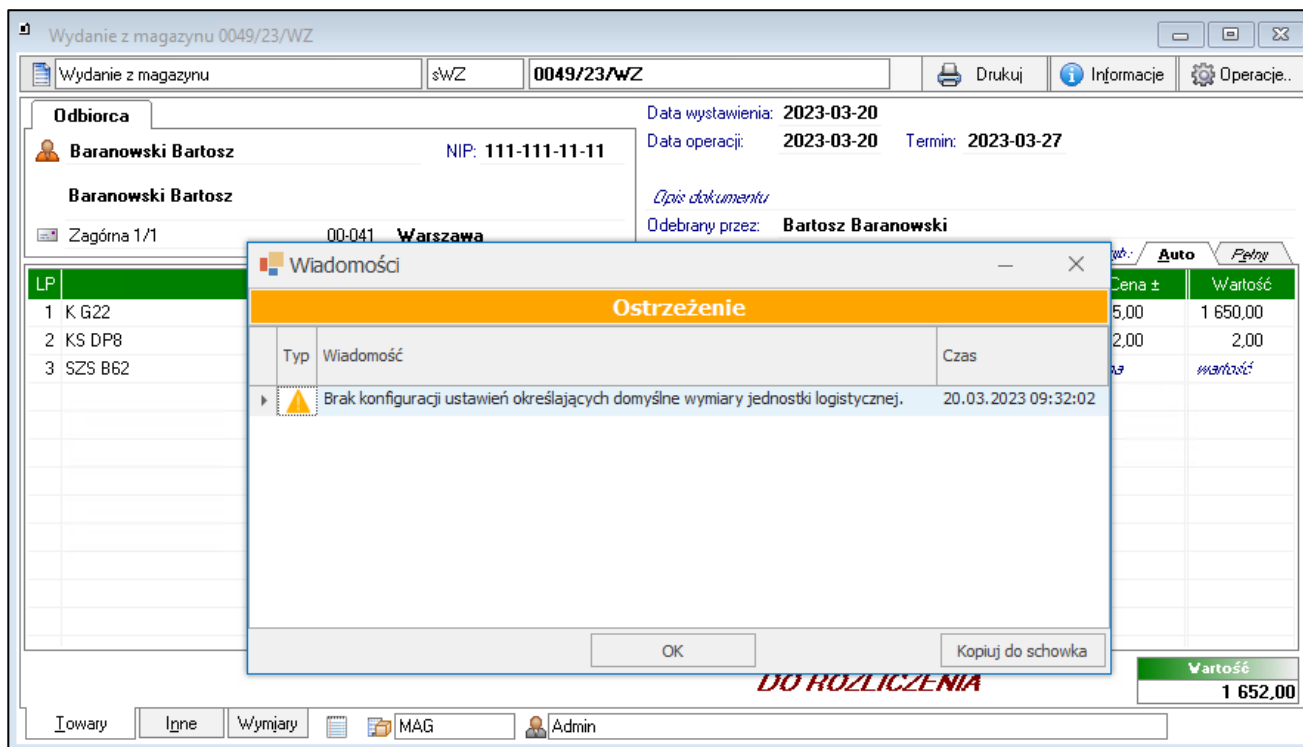 Wydanie z magazynu 0049/23/WZ
Wydanie z magazynu sWZ 0049/23/WZ Drukuj Informacje Operacje..
Odbiorca
Data wystawienia: 2023-03-20
Baranowski Bartosz NIP: 111-111-11-11
Data operacji: 2023-03-20 Termin: 2023-03-27
Baranowski Bartosz
Opis dokumentu
Zagórna 1/1 00-041 Warszawa
Odebrany przez: Bartosz Baranowski
Auto Pełny
LP Cena ± Wartość
1 K G22 5,00 1 650,00
2 KS DP8 2,00 2,00
3 SZS B62 wartość
Wiadomości
Ostrzeżenie
Typ Wiadomość Czas
Brak konfiguracji ustawień określających domyślne wymiary jednostki logistycznej. 20.03.2023 09:32:02
OK Kopiuj do schowka
DO ROZLICZENIA
Wartość
1 652,00
Towary Inne Wymiary MAG Admin